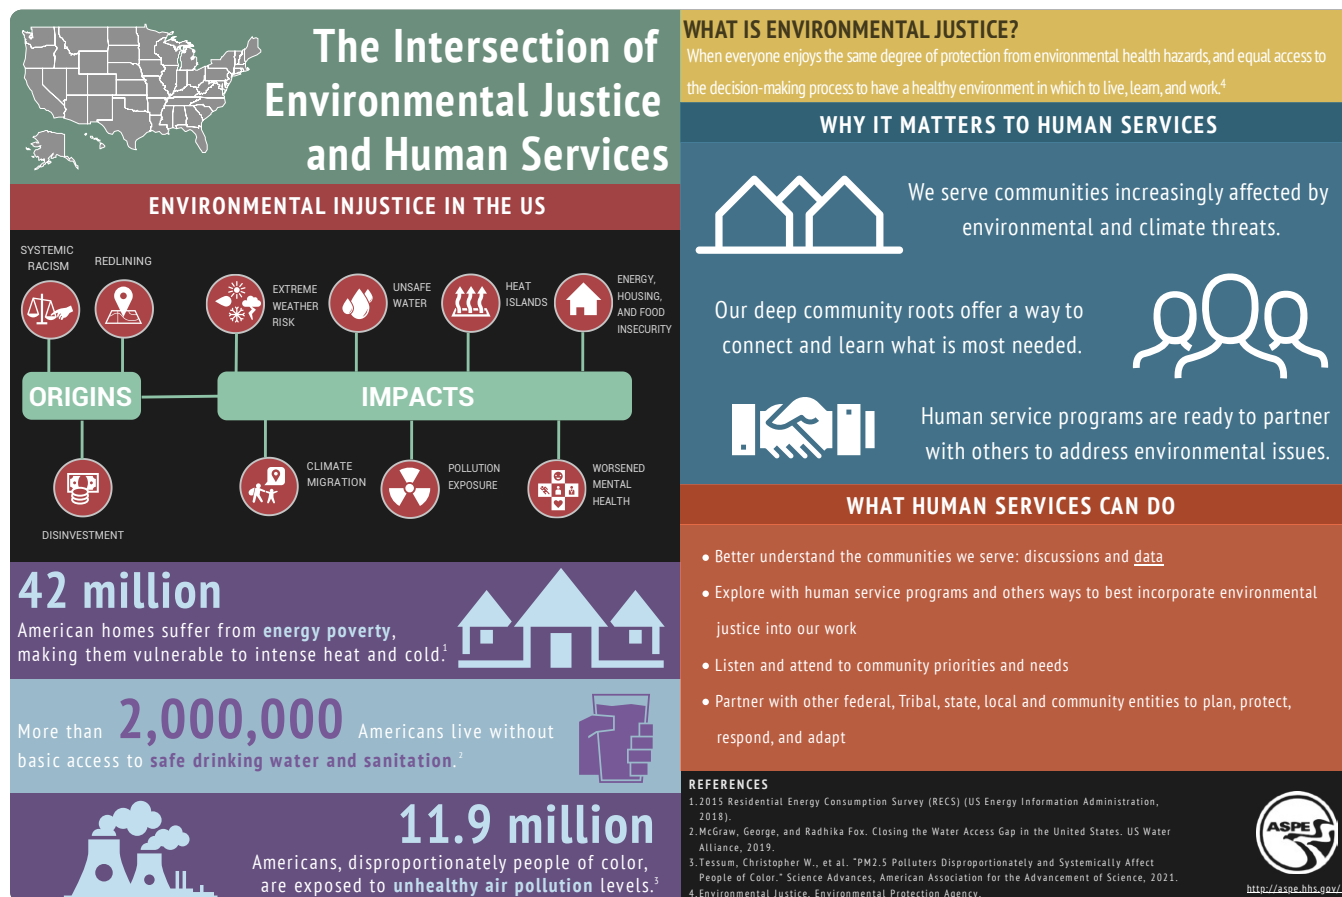 The Intersection of
Environmental Justice
and Human Services
ENVIRONMENTAL INJUSTICE IN THE US
SYSTEMIC
RACISM
REDLINING
EXTREME
WEATHER
RISK
UNSAFE
WATER
HEAT
ISLANDS
ENERGY,
HOUSING,
AND FOOD
INSECURITY
ORIGINS
IMPACTS
DISINVESTMENT
CLIMATE
MIGRATION
POLLUTION
EXPOSURE
WORSENED
MENTAL
HEALTH
42 million
American homes suffer from energy poverty,
making them vulnerable to intense heat and cold.1
More than 2,000,000 Americans live without
basic access to safe drinking water and sanitation.2
11.9 million
Americans, disproportionately people of color,
are exposed to unhealthy air pollution levels.3
WHAT IS ENVIRONMENTAL JUSTICE?
When everyone enjoys the same degree of protection from environmental health hazards, and equal access to
the decision-making process to have a healthy environment in which to live, learn, and work.4
WHY IT MATTERS TO HUMAN SERVICES
We serve communities increasingly affected by
environmental and climate threats.
Our deep community roots offer a way to
connect and learn what is most needed.
Human service programs are ready to partner
with others to address environmental issues.
WHAT HUMAN SERVICES CAN DO
• Better understand the communities we serve: discussions and data
• Explore with human service programs and others ways to best incorporate environmental
justice into our work
• Listen and attend to community priorities and needs
• Partner with other federal, Tribal, state, local and community entities to plan, protect,
respond, and adapt
REFERENCES
1. 2015 Residential Energy Consumption Survey (RECS) (US Energy Information Administration,
2018).
2. McGraw, George, and Radhika Fox. Closing the Water Access Gap in the United States. US Water
Alliance, 2019.
3. Tessum, Christopher W., et al. "PM2.5 Polluters Disproportionately and Systemically Affect
People of Color." Science Advances, American Association for the Advancement of Science, 2021.
4. Environmental Justice, Environmental Protection Agency.
ASPE
http://aspe.hhs.gov/